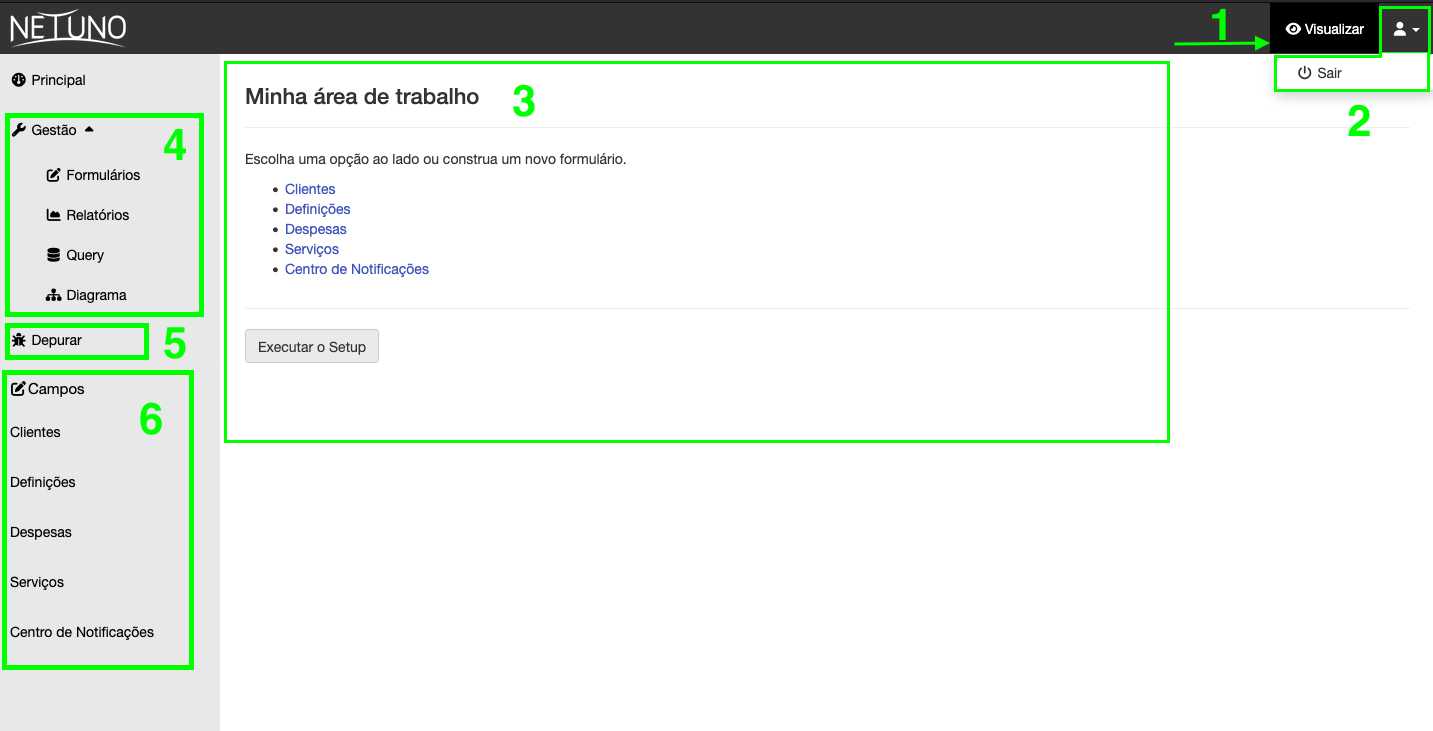 NETUNO
1
Visualizar
Sair
2
Principal
Gestão
4
Formulários
Relatórios
Query
Diagrama
Depurar
5
Campos
6
Clientes
Definições
Despesas
Serviços
Centro de Notificações
Minha área de trabalho
3
Escolha uma opção ao lado ou construa um novo formulário.
Clientes
Definições
Despesas
Serviços
Centro de Notificações
Executar o Setup